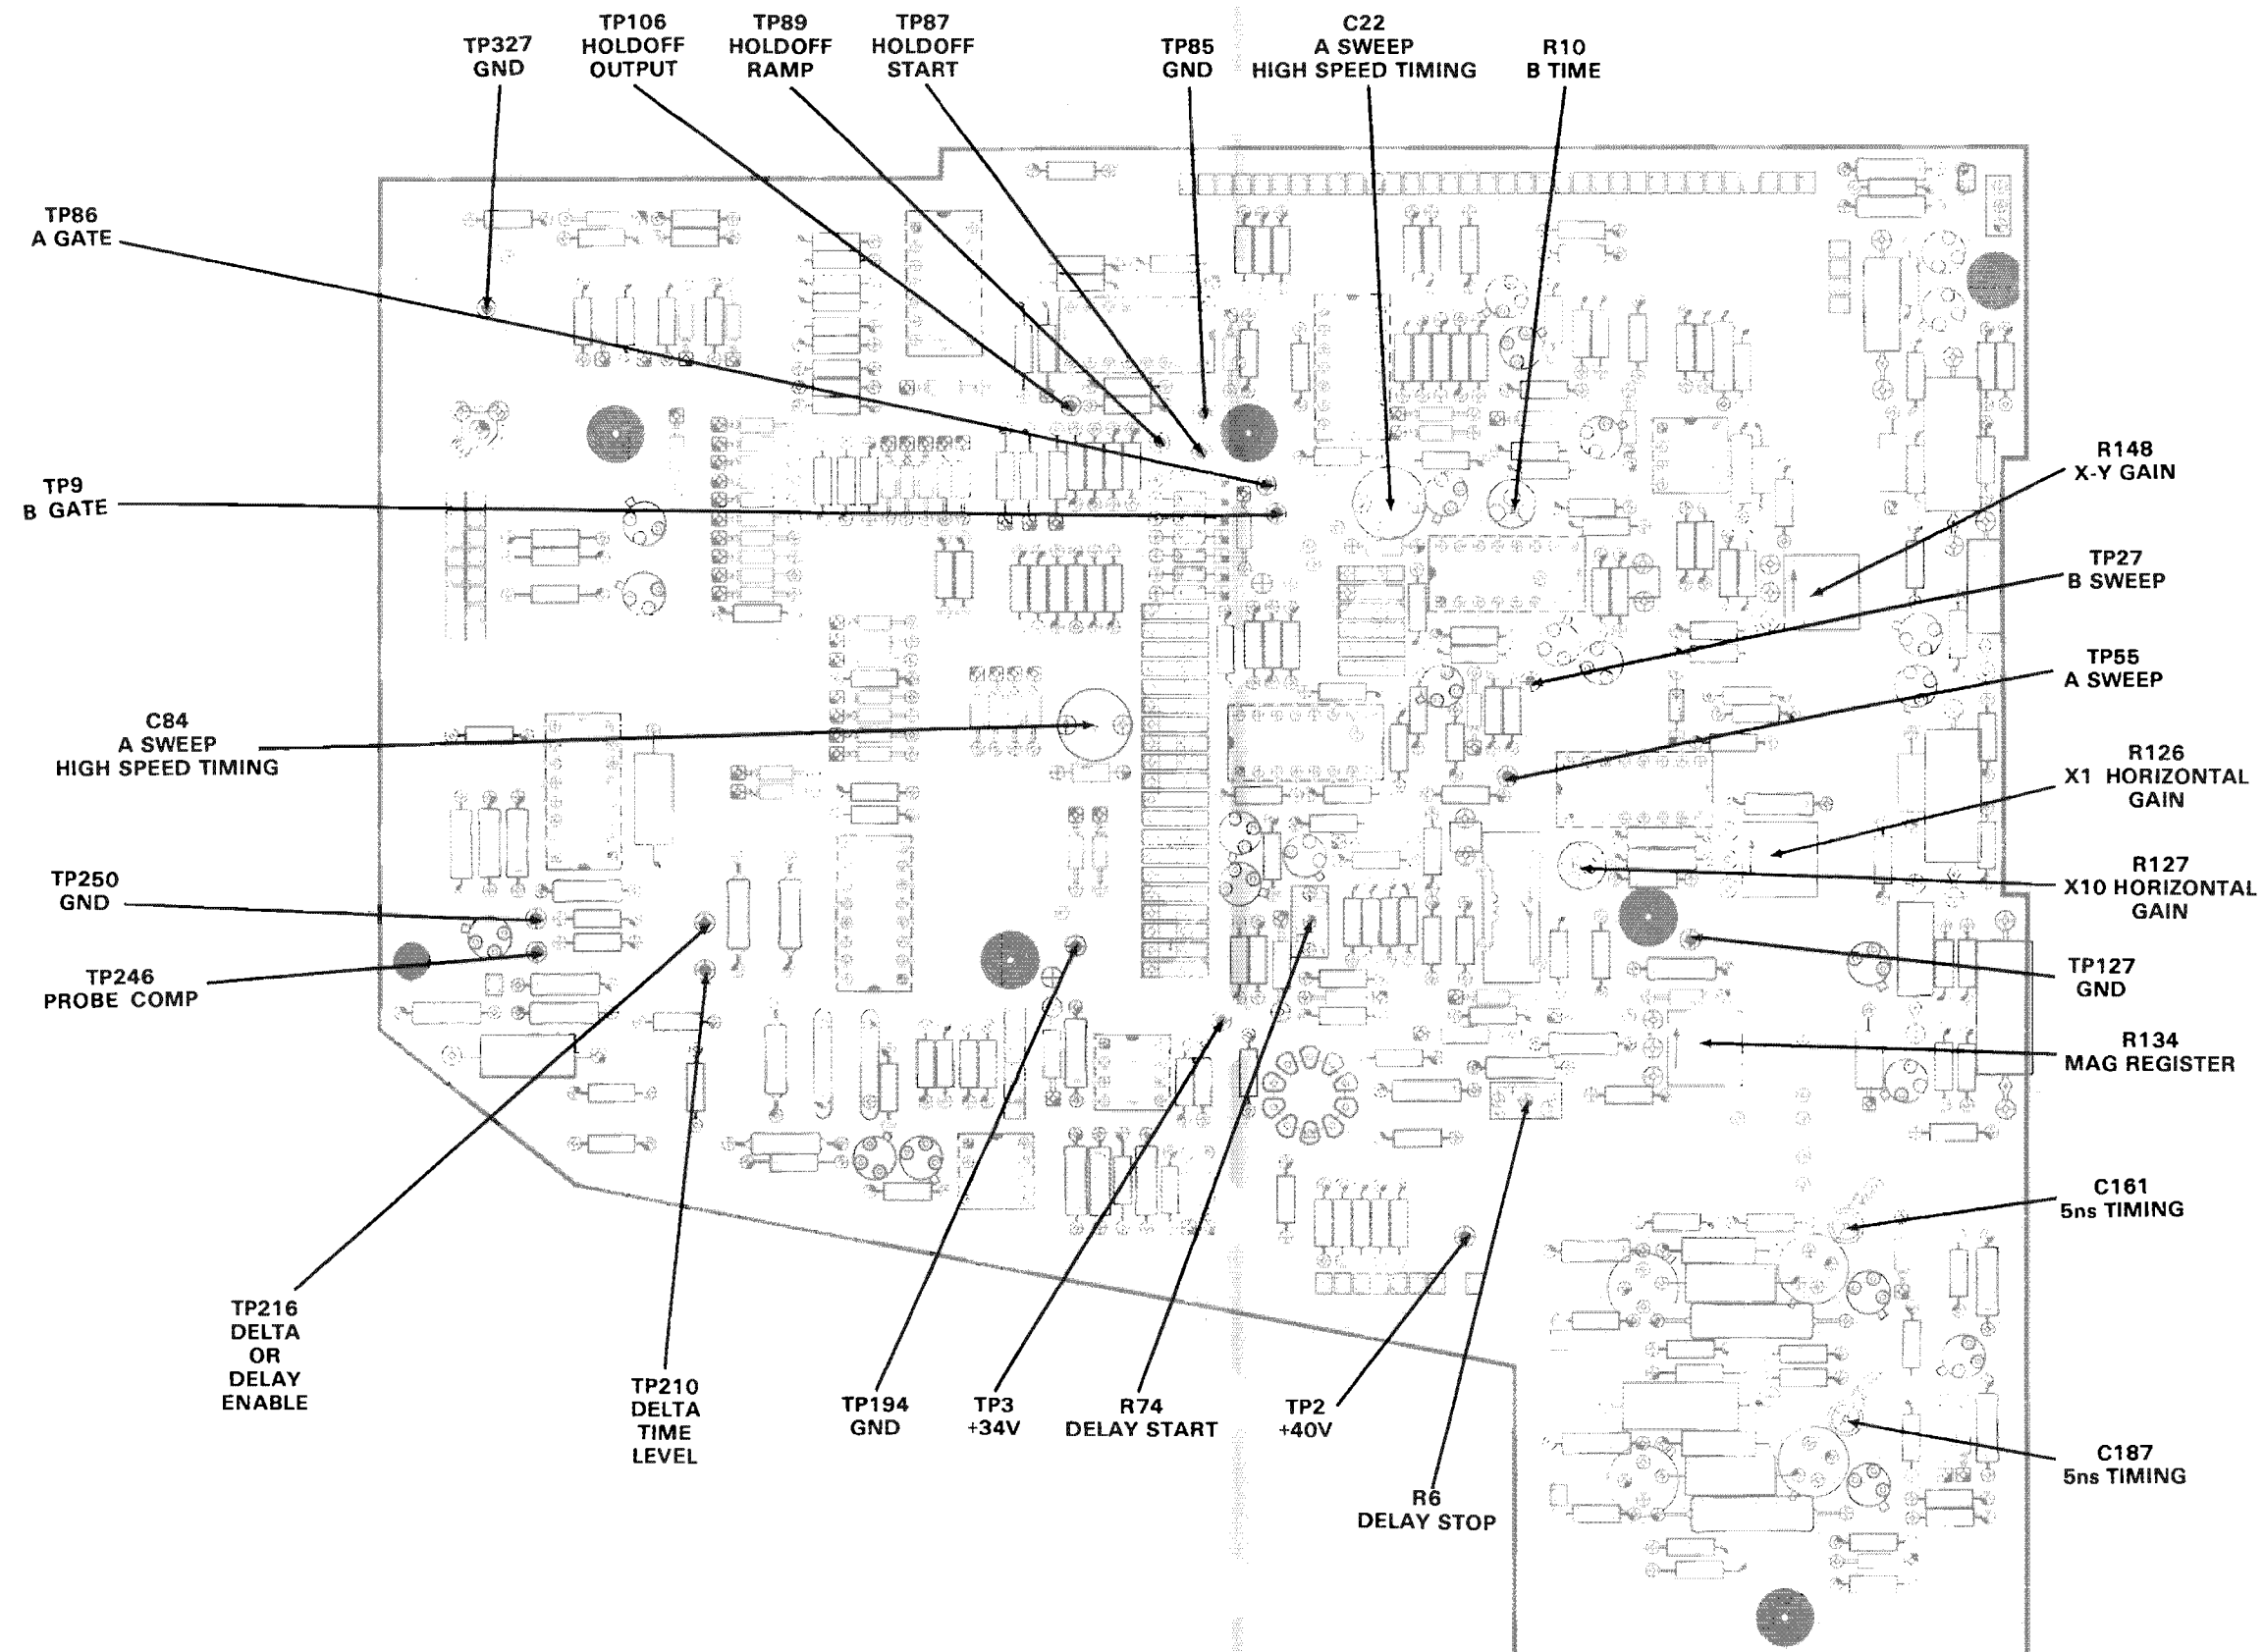 TP327
GND
TP106
HOLDOFF
OUTPUT
TP89
HOLDOFF
RAMP
TP87
HOLDOFF
START
TP85
GND
C22
A SWEEP
HIGH SPEED TIMING
R10
B TIME
TP86
A GATE
TP9
B GATE
C84
A SWEEP
HIGH SPEED TIMING
TP250
GND
TP246
PROBE COMP
R148
X-Y GAIN
TP27
B SWEEP
TP55
A SWEEP
R126
X1 HORIZONTAL
GAIN
R127
X10 HORIZONTAL
GAIN
TP127
GND
R134
MAG REGISTER
C161
5ns TIMING
C187
5ns TIMING
TP216
DELTA
OR
DELAY
ENABLE
TP210
DELTA
TIME
LEVEL
TP194
GND
TP3
+34V
R74
DELAY START
TP2
+40V
R6
DELAY STOP